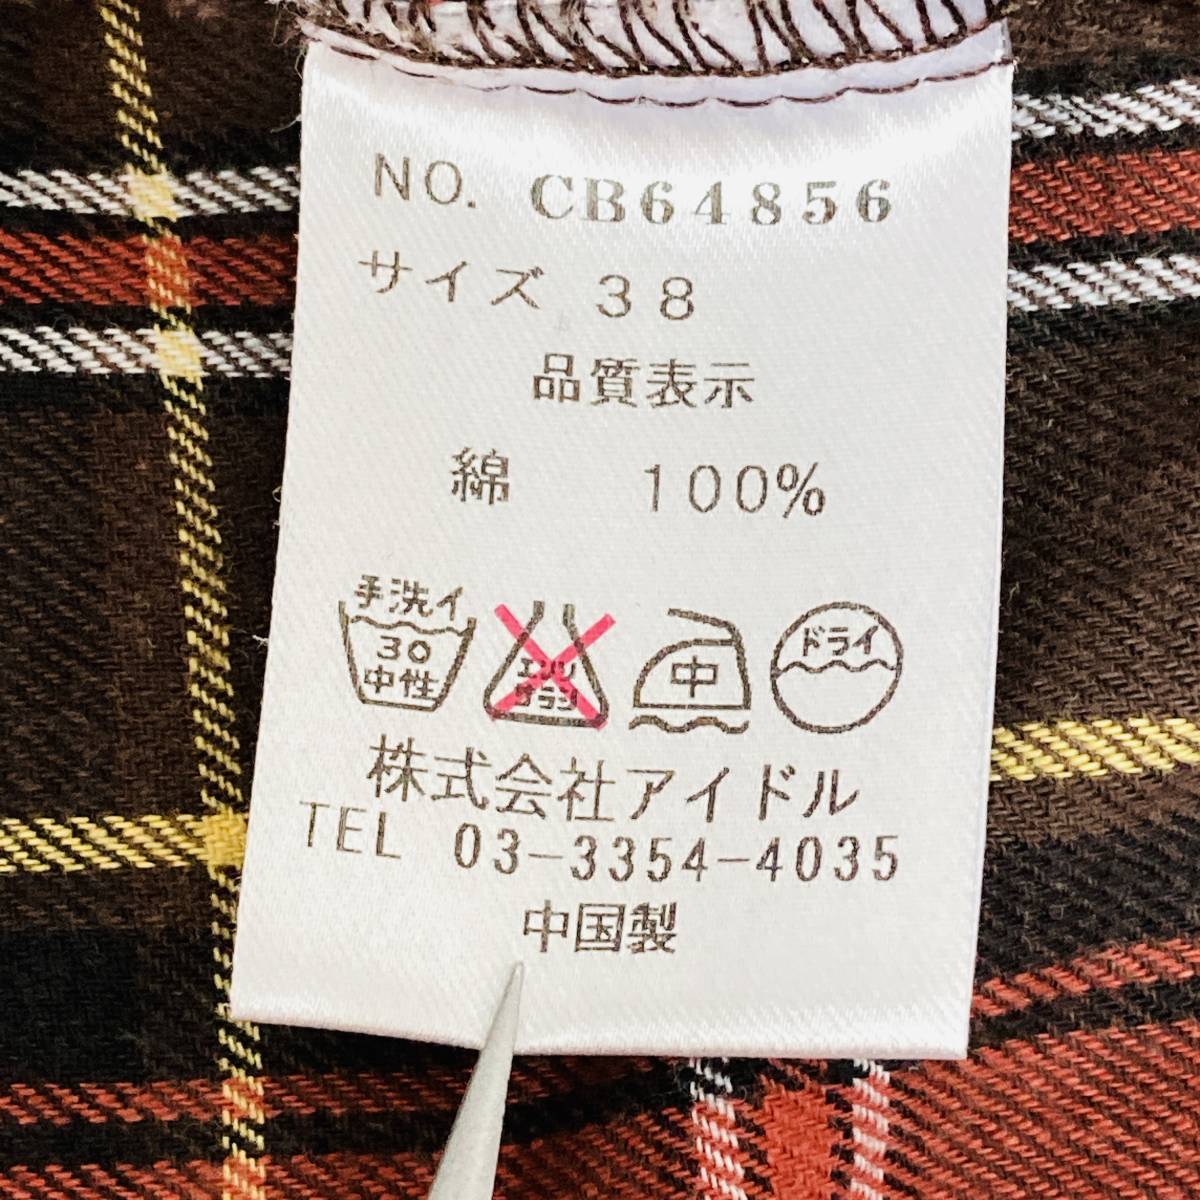 NO. CB64856
サイズ 38
品質表示
綿 100%
手洗イ
30
中性
エンソ
サラシ
中
ドライ
株式会社アイドル
TEL 03-3354-4035
中国製